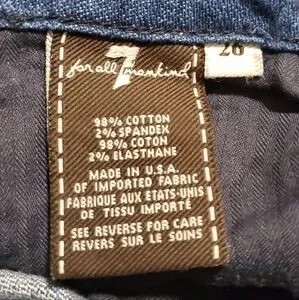 7
for all mankind
26
98% COTTON
2% SPANDEX
98% COTON
2% ELASTHANE
MADE IN U.S.A.
OF IMPORTED FABRIC
FABRIQUE AUX ETATS-UNIS
DE TISSU IMPORTÉ
SEE REVERSE FOR CARE
REVERS SUR LE SOINS